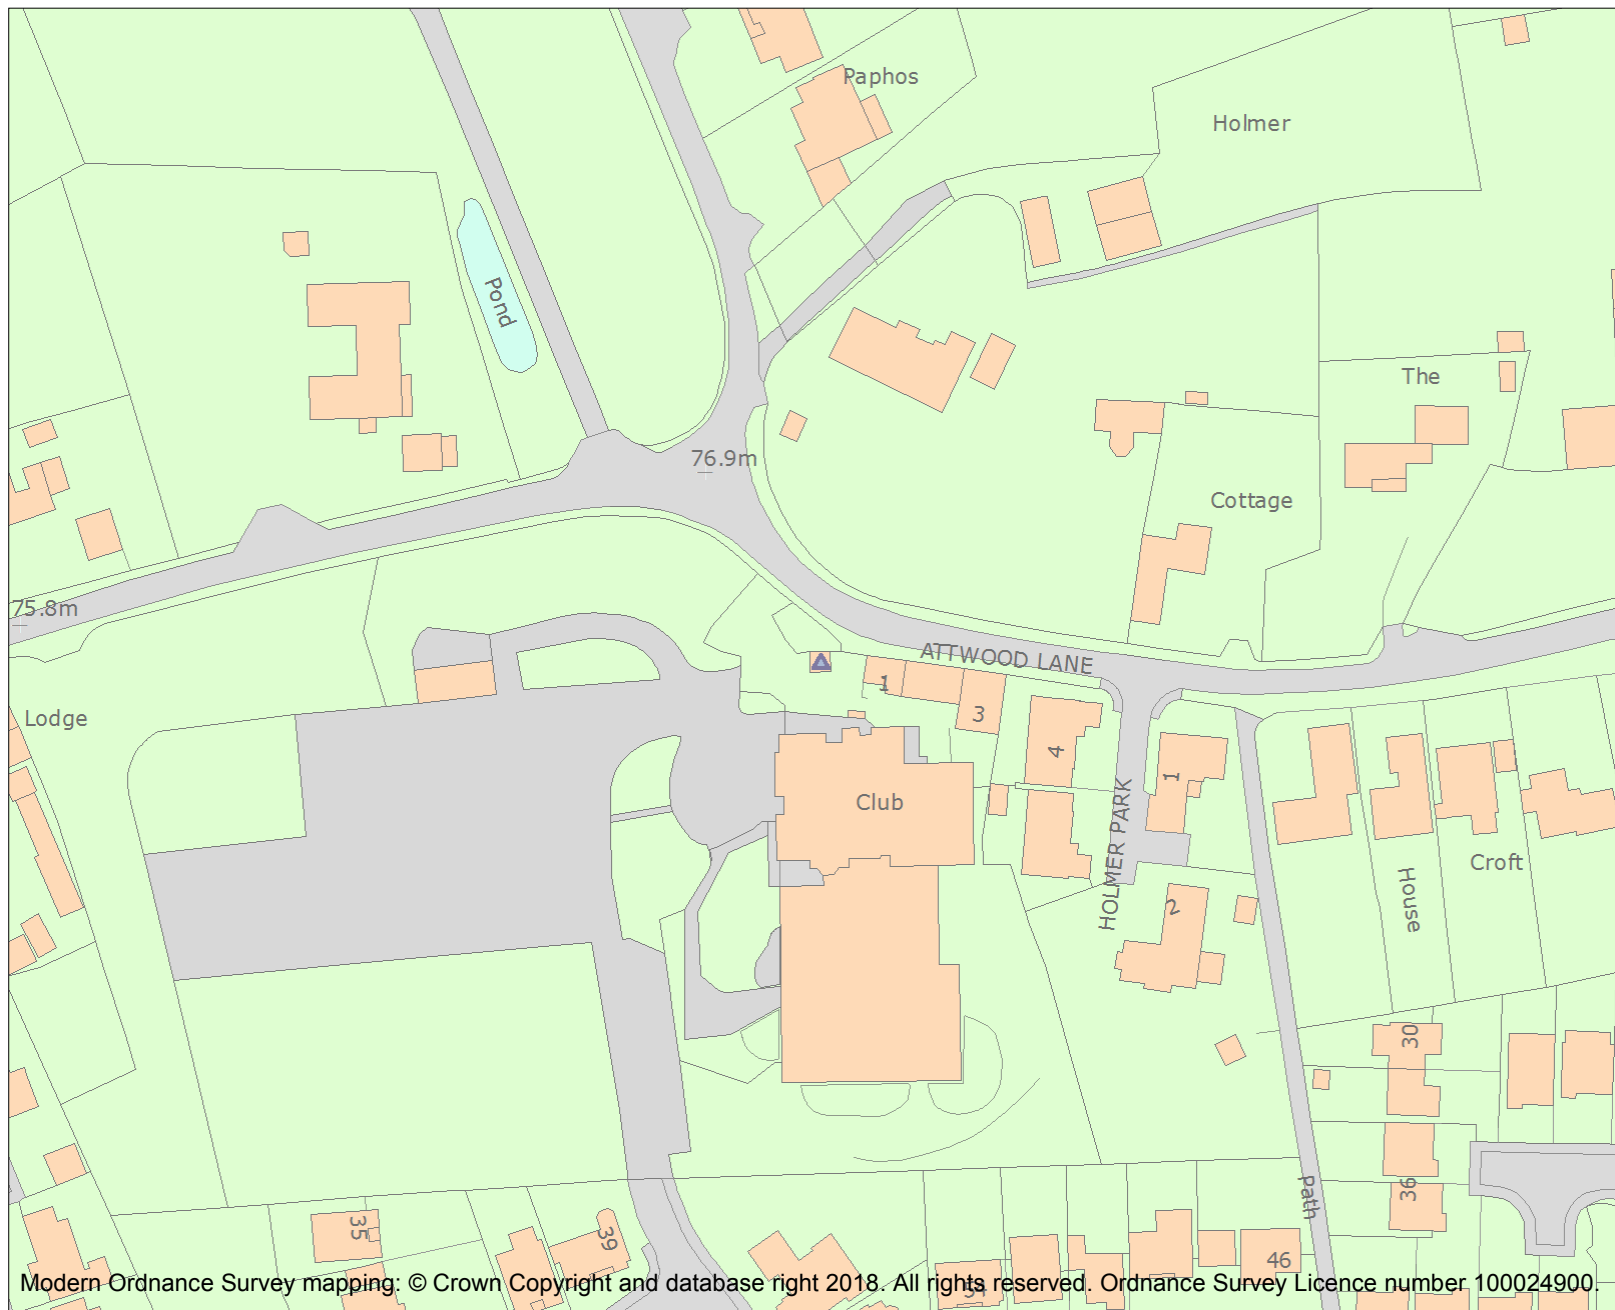 Paphos
Holmer
Pond
The
76.9m
Cottage
75.8m
ATTWOOD LANE
1
3
Lodge
4
1
Club
HOLMER PARK
Croft
House
2
30
Path
36
35
39
46
54
Modern Ordnance Survey mapping: © Crown Copyright and database right 2018. All rights reserved. Ordnance Survey Licence number 100024900.